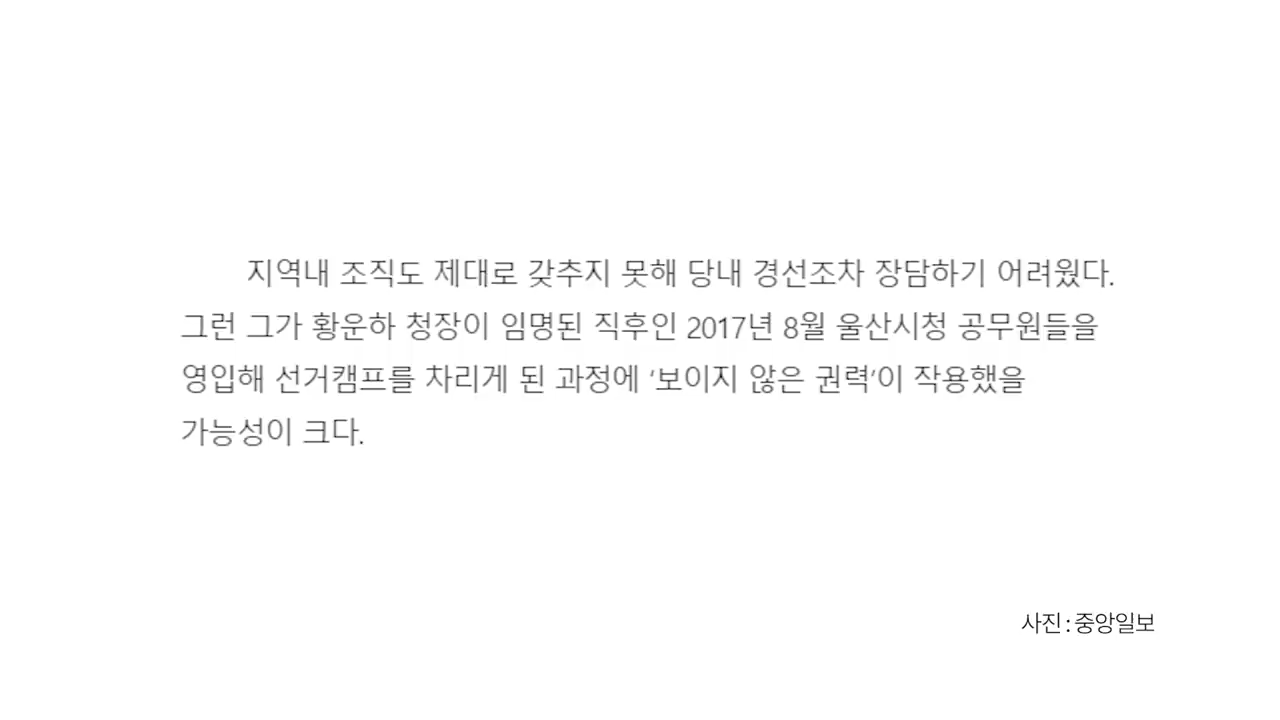 지역내 조직도 제대로 갖추지 못해 당내 경선조차 장담하기 어려웠다.
그런 그가 황운하 청장이 임명된 직후인 2017년 8월 울산시청 공무원들을
영입해 선거캠프를 차리게 된 과정에 ‘보이지 않은 권력’이 작용했을
가능성이 크다.
사진 : 중앙일보